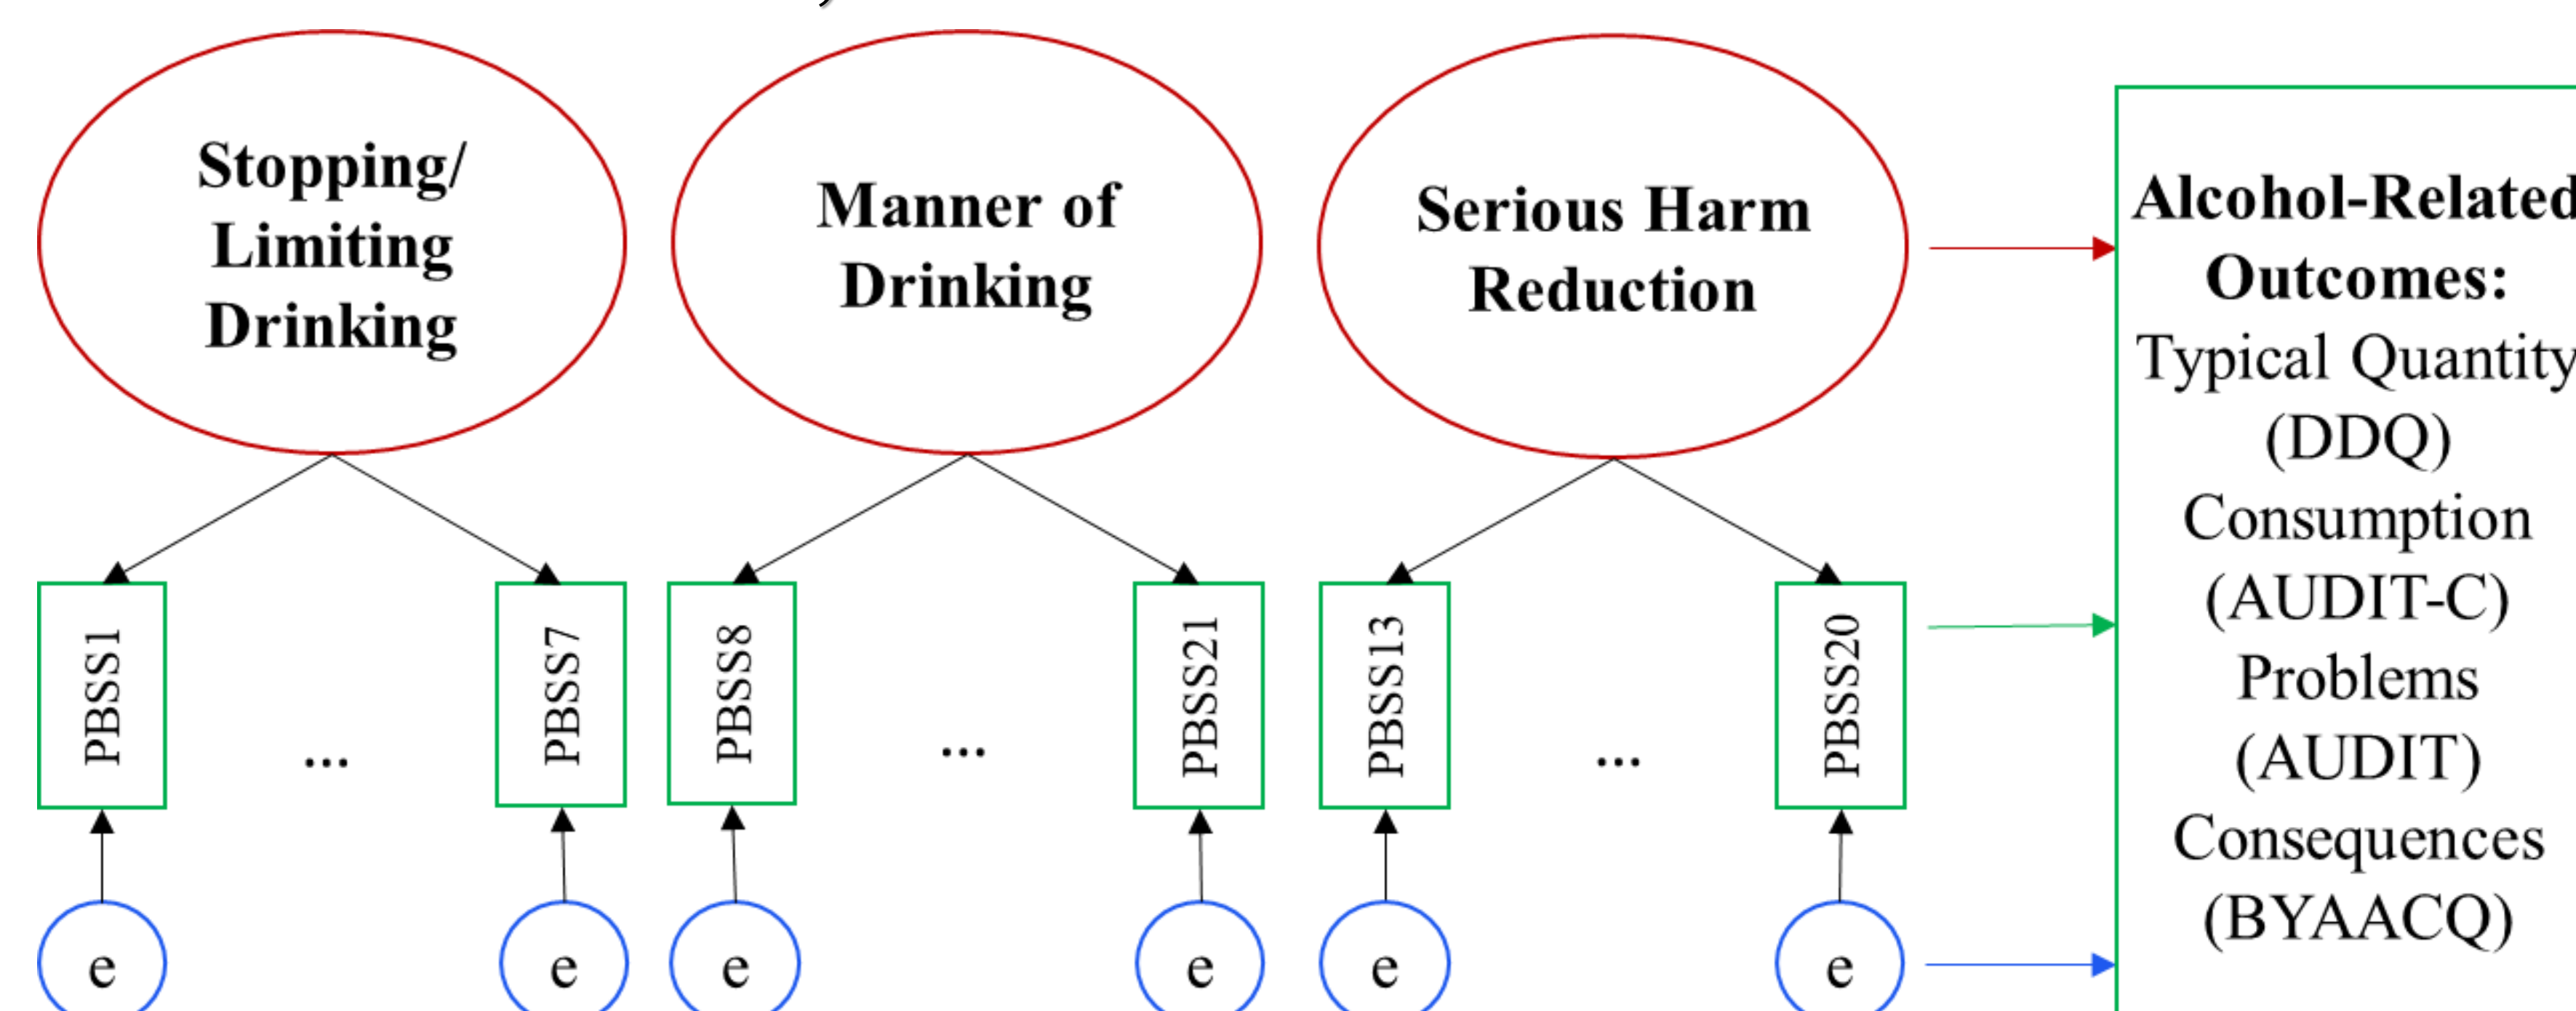 Stopping/
Limiting
Drinking
Manner of
Drinking
Serious Harm
Reduction
Alcohol-Related
Outcomes:
Typical Quantity
(DDQ)
Consumption
(AUDIT-C)
Problems
(AUDIT)
Consequences
(BYAACQ)
PBSS1
...
PBSS7
PBSS8
...
PBSS21
PBSS13
...
PBSS20
e
e
e
e
e
e